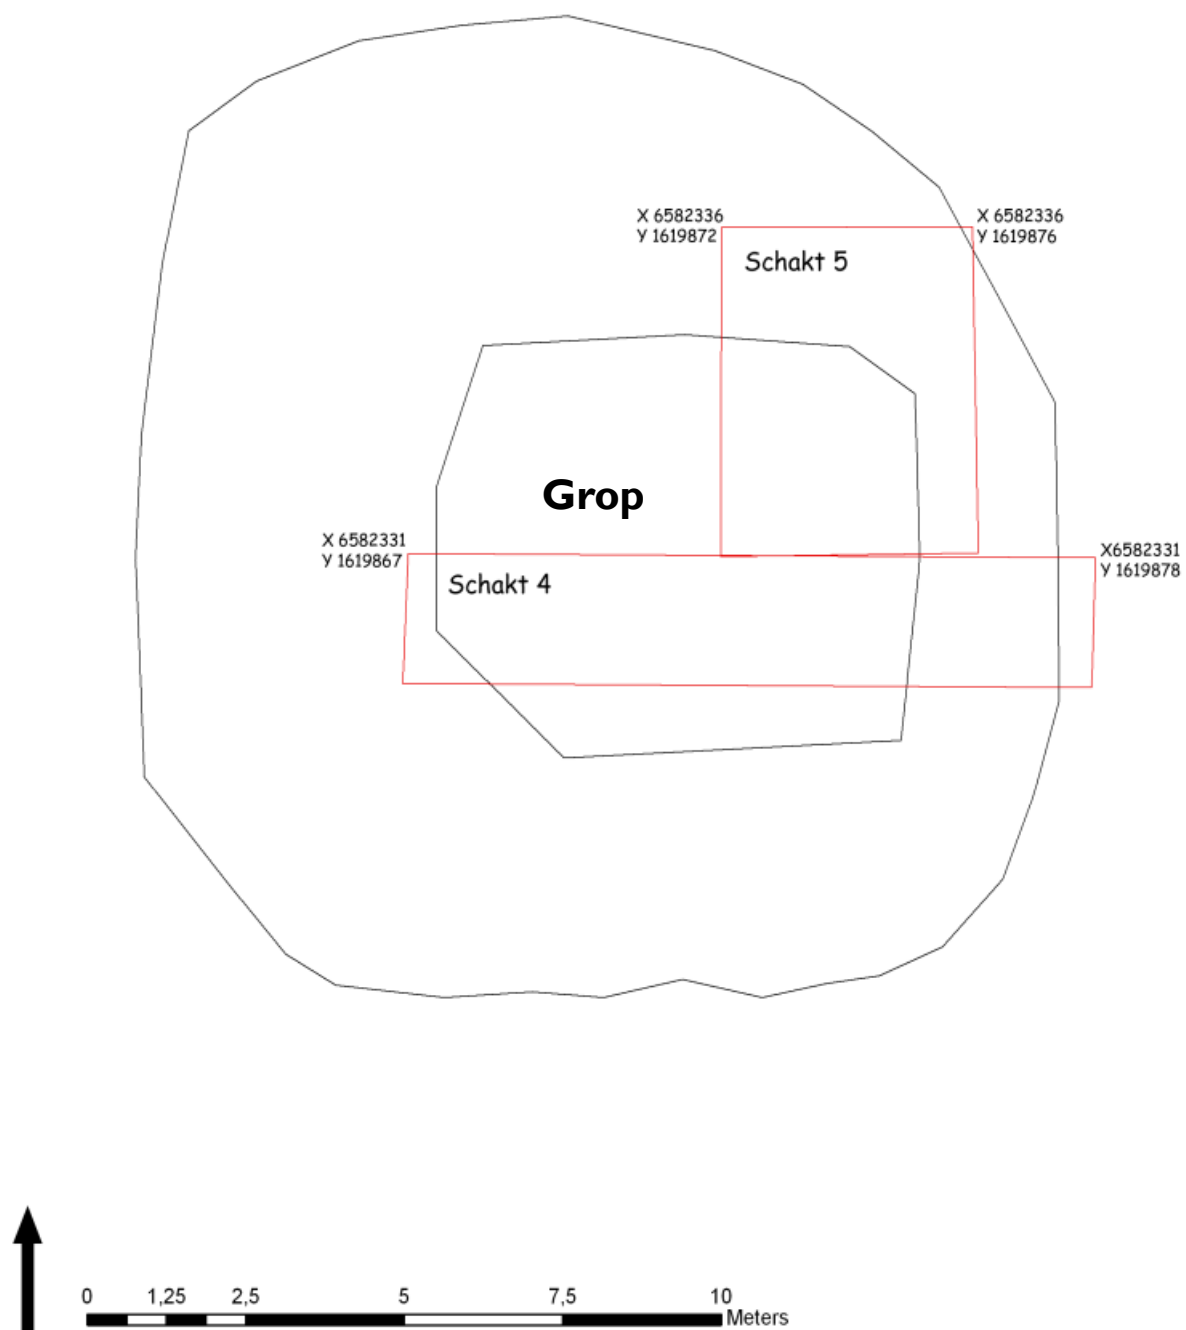 X 6582336
Y 1619872
X 6582336
Y 1619876
Schakt 5
Grop
X 6582331
Y 1619867
Schakt 4
X6582331
Y 1619878
0 1,25 2,5 5 7,5 10
Meters